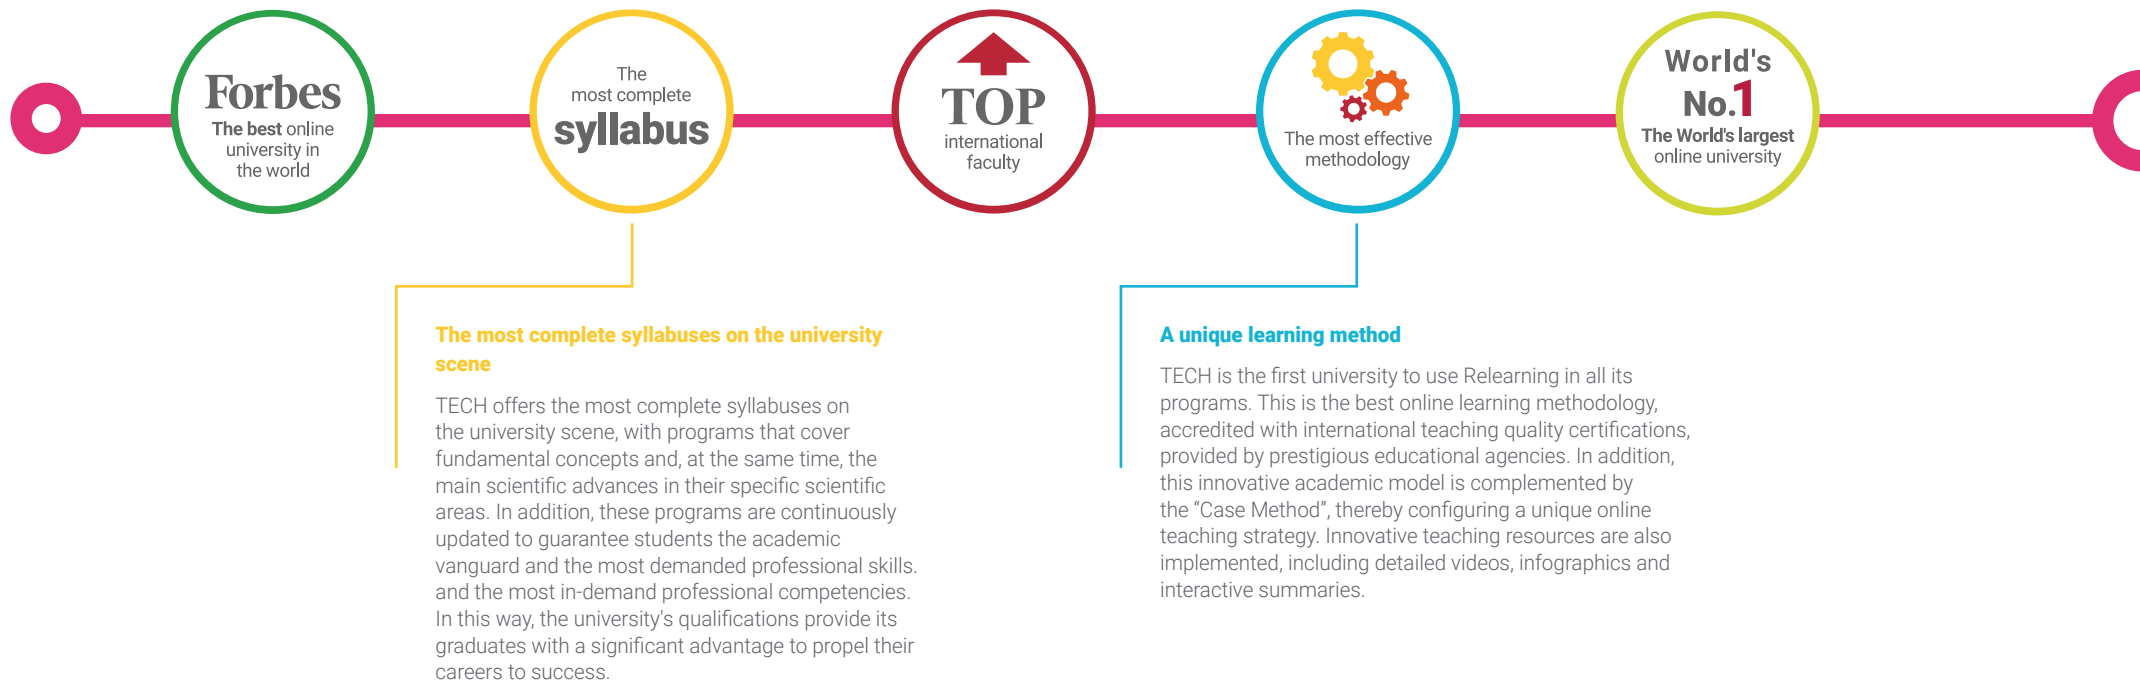 Forbes
The best online
university in
the world
The
most complete
syllabus
TOP
international
faculty
The most effective
methodology
World's
No.1
The World's largest
online university
The most complete syllabuses on the university
scene
TECH offers the most complete syllabuses on
the university scene, with programs that cover
fundamental concepts and, at the same time, the
main scientific advances in their specific scientific
areas. In addition, these programs are continuously
updated to guarantee students the academic
vanguard and the most demanded professional skills.
and the most in-demand professional competencies.
In this way, the university's qualifications provide its
graduates with a significant advantage to propel their
careers to success.
A unique learning method
TECH is the first university to use Relearning in all its
programs. This is the best online learning methodology,
accredited with international teaching quality certifications,
provided by prestigious educational agencies. In addition,
this innovative academic model is complemented by
the “Case Method”, thereby configuring a unique online
teaching strategy. Innovative teaching resources are also
implemented, including detailed videos, infographics and
interactive summaries.